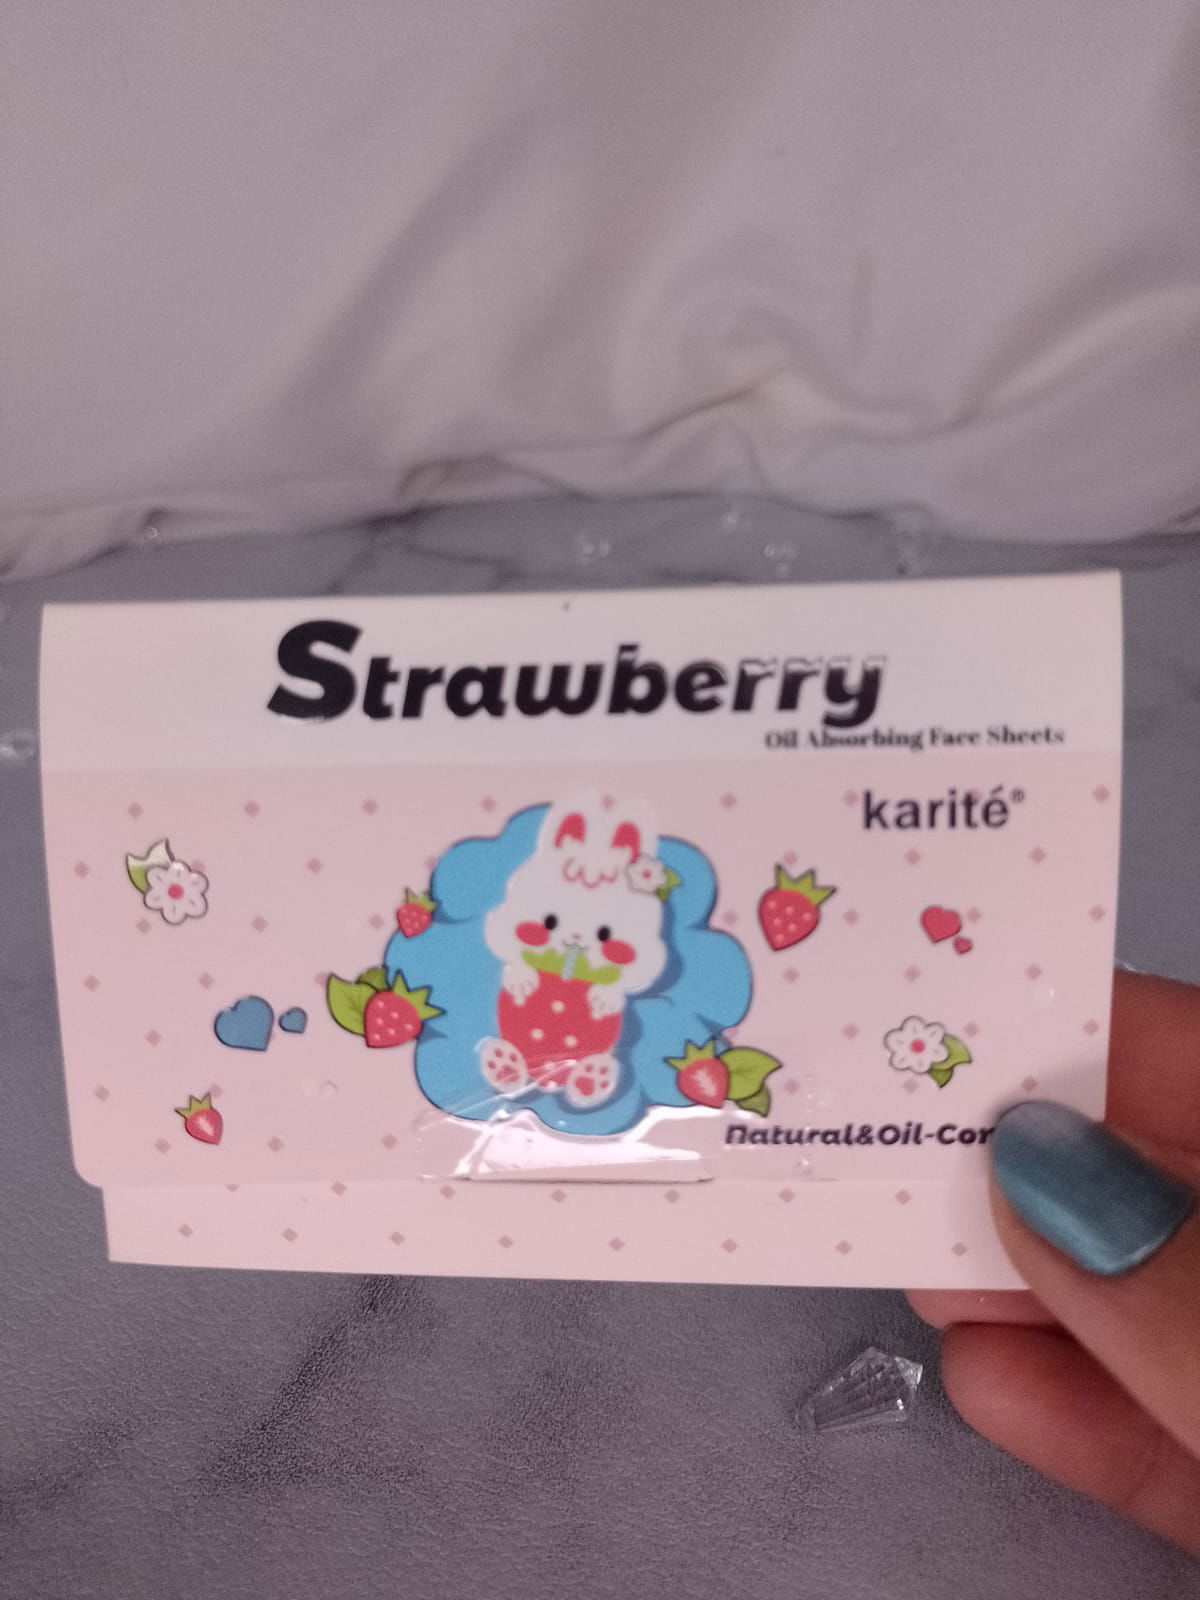 Strawberry
Oil Absorbing Face Sheets
karité®
Natural&Oil-Con